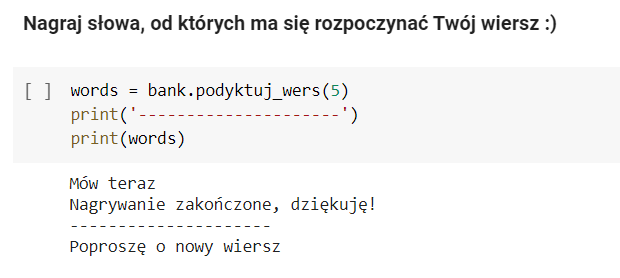 Nagraj słowa, od których ma się rozpoczynać Twój wiersz :)
[ ] words = bank.podyktuj_wers(5)
print('----------------------')
print(words)
Mów teraz
Nagrywanie zakończone, dziękuję!
----------------------
Poproszę o nowy wiersz